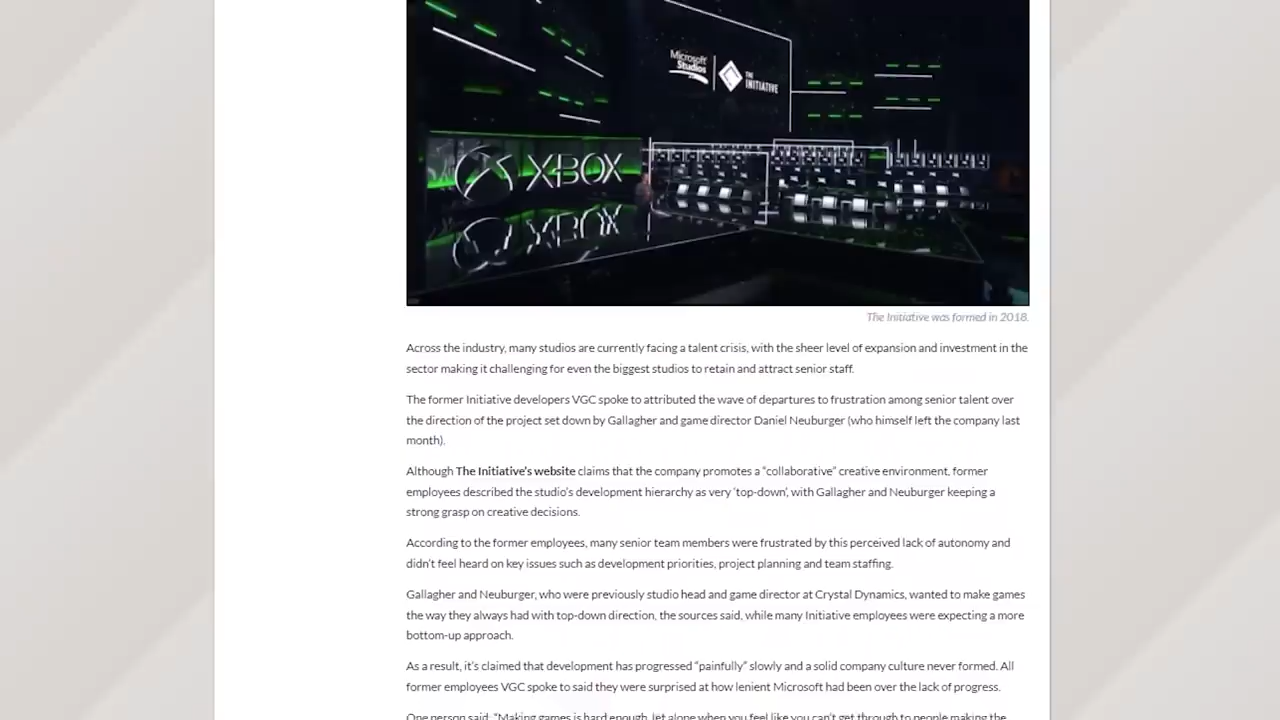 Microsoft
Studios
THE
INITIATIVE
XBOX
The Initiative was formed in 2018.
Across the industry, many studios are currently facing a talent crisis, with the sheer level of expansion and investment in the
sector making it challenging for even the biggest studios to retain and attract senior staff.
The former Initiative developers VGC spoke to attributed the wave of departures to frustration among senior talent over
the direction of the project set down by Gallagher and game director Daniel Neuburger (who himself left the company last
month).
Although The Initiative's website claims that the company promotes a “collaborative” creative environment, former
employees described the studio's development hierarchy as very ‘top-down’, with Gallagher and Neuburger keeping a
strong grasp on creative decisions.
According to the former employees, many senior team members were frustrated by this perceived lack of autonomy and
didn't feel heard on key issues such as development priorities, project planning and team staffing.
Gallagher and Neuburger, who were previously studio head and game director at Crystal Dynamics, wanted to make games
the way they always had with top-down direction, the sources said, while many Initiative employees were expecting a more
bottom-up approach.
As a result, it's claimed that development has progressed “painfully” slowly and a solid company culture never formed. All
former employees VGC spoke to said they were surprised at how lenient Microsoft had been over the lack of progress.
One person said: “Making games is hard enough, let alone when you feel like you can't get through to people making the